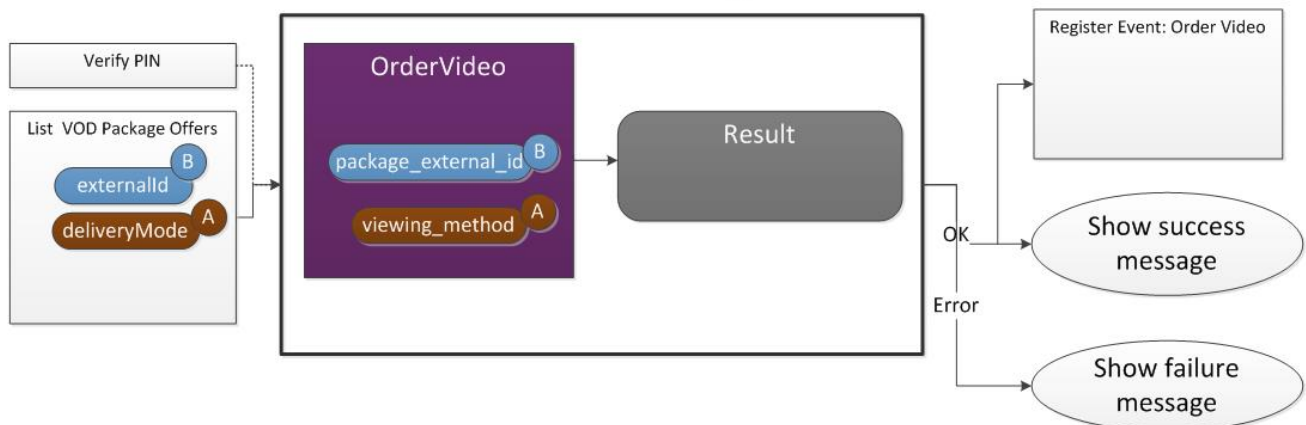 Verify PIN
List VOD Package Offers
B
externalId
A
deliveryMode
OrderVideo
B
package_external_id
A
viewing_method
Result
OK
Error
Register Event: Order Video
Show success
message
Show failure
message